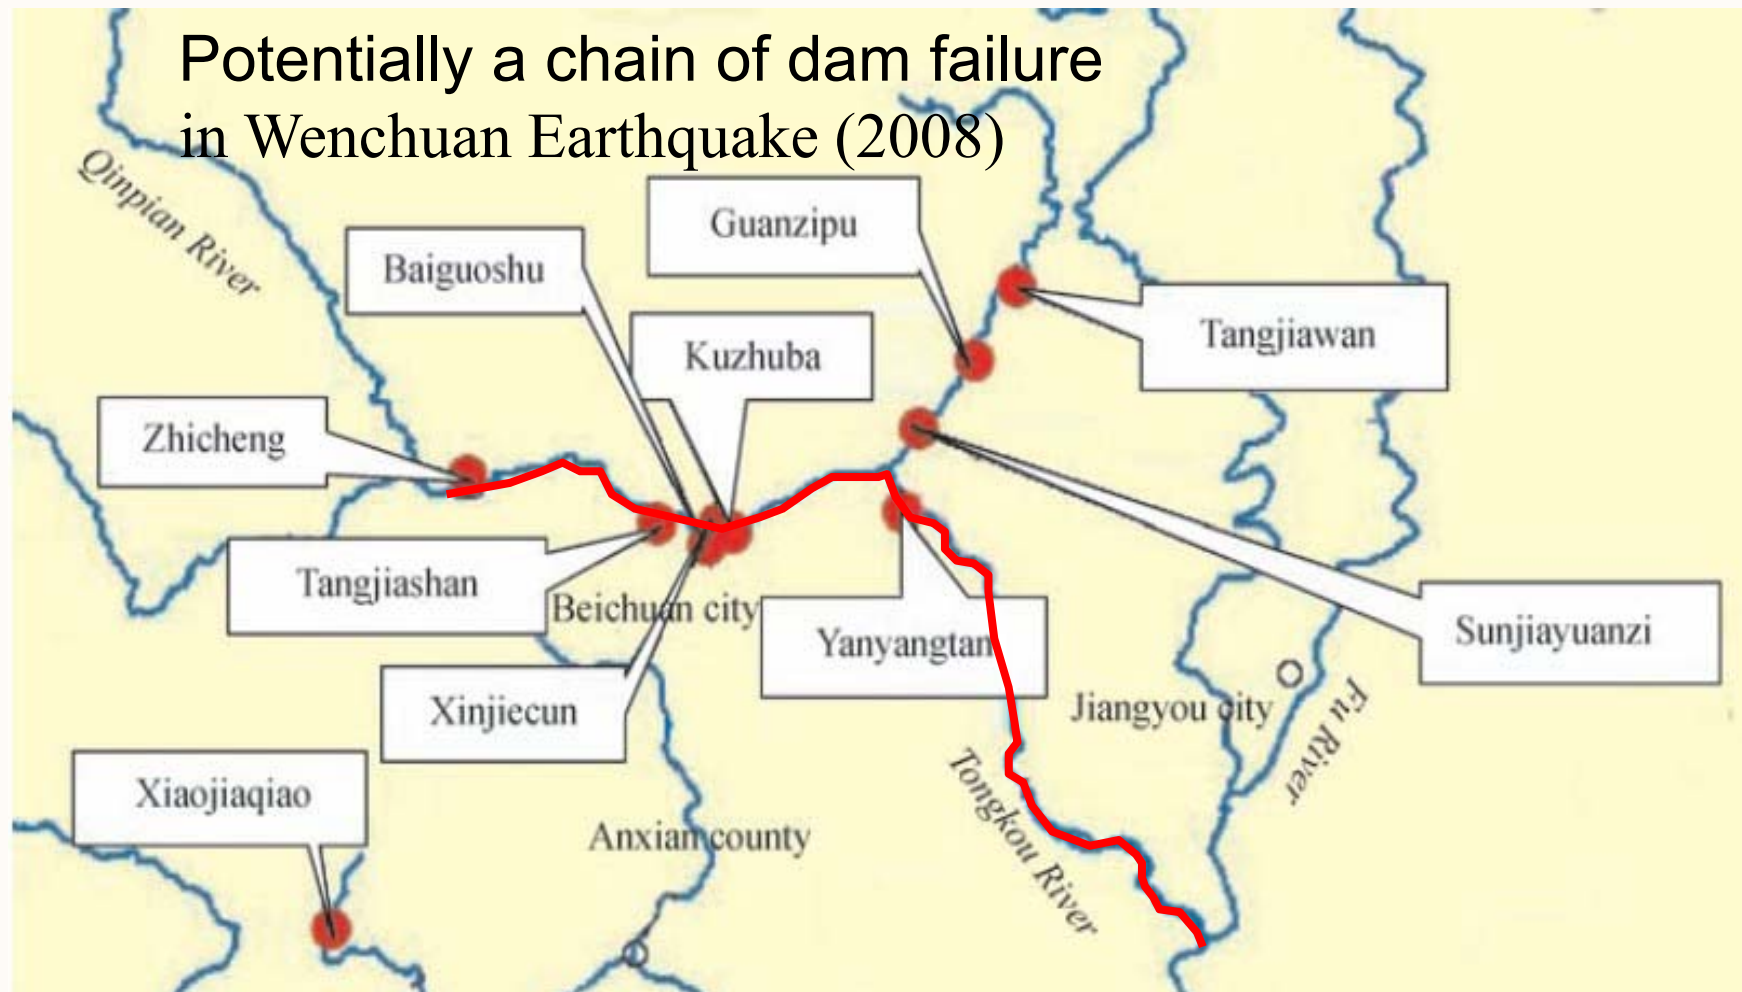 Potentially a chain of dam failure
in Wenchuan Earthquake (2008)
Qinpian River
Guanzipu
Baiguoshu
Tangjiawan
Kuzhuba
Zhicheng
Tangjiashan
Beichuan city
Yanyangtan
Sunjiayuanzi
Xinjiecun
Jiangyou city
Fu River
Xiaojiaqiao
Anxian county
Tongkou River